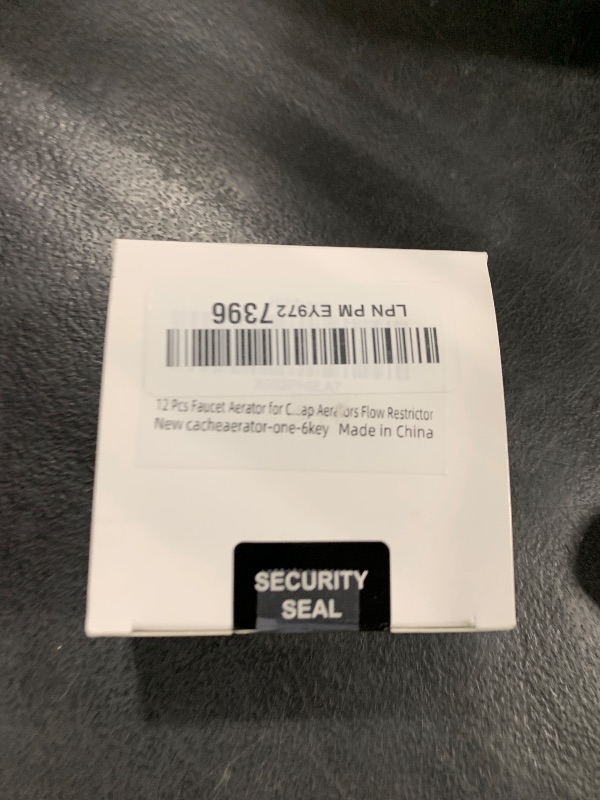 LPN PM EY972 7396
12 Pcs Faucet Aerator for Flow Restrictor
New cacheaerator-one-6key Made in China
SECURITY
SEAL